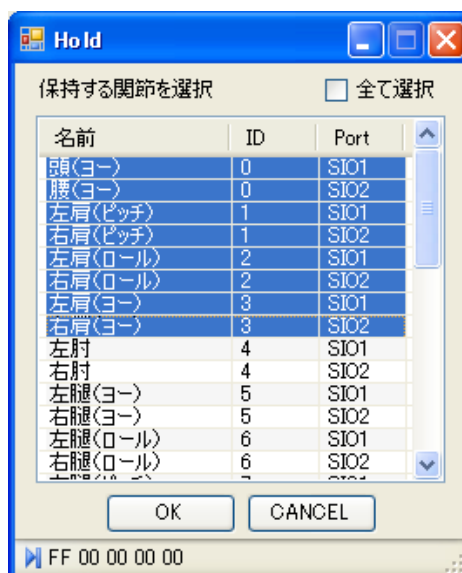 Hold
保持する関節を選択 全て選択
名前 ID Port
頭(ヨー) 0 SIO1
腰(ヨー) 0 SIO2
左肩(ピッチ) 1 SIO1
右肩(ピッチ) 1 SIO2
左肩(ロール) 2 SIO1
右肩(ロール) 2 SIO2
左肩(ヨー) 3 SIO1
右肩(ヨー) 3 SIO2
左肘 4 SIO1
右肘 4 SIO2
左腿(ヨー) 5 SIO1
右腿(ヨー) 5 SIO2
左腿(ロール) 6 SIO1
右腿(ロール) 6 SIO2
OK CANCEL
FF 00 00 00 00